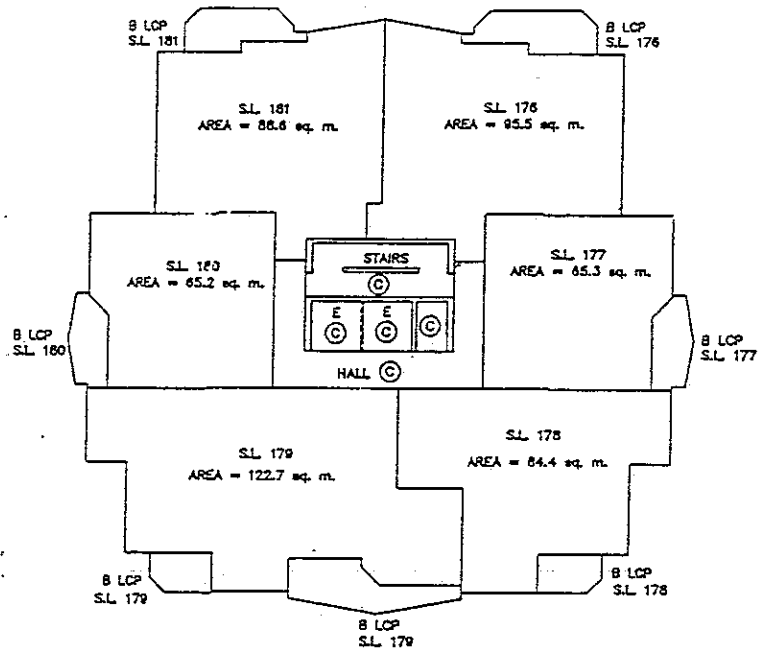 B LCP
S.L. 181
B LCP
S.L. 176
S.L. 181
AREA = 88.6 sq. m.
S.L. 176
AREA = 95.5 sq. m.
S.L. 180
AREA = 65.2 sq. m.
STAIRS
C
S.L. 177
AREA = 65.3 sq. m.
E
C
E
C
C
HALL C
B LCP
S.L. 180
B LCP
S.L. 177
S.L. 179
AREA = 122.7 sq. m.
S.L. 178
AREA = 84.4 sq. m.
B LCP
S.L. 179
B LCP
S.L. 178
B LCP
S.L. 179